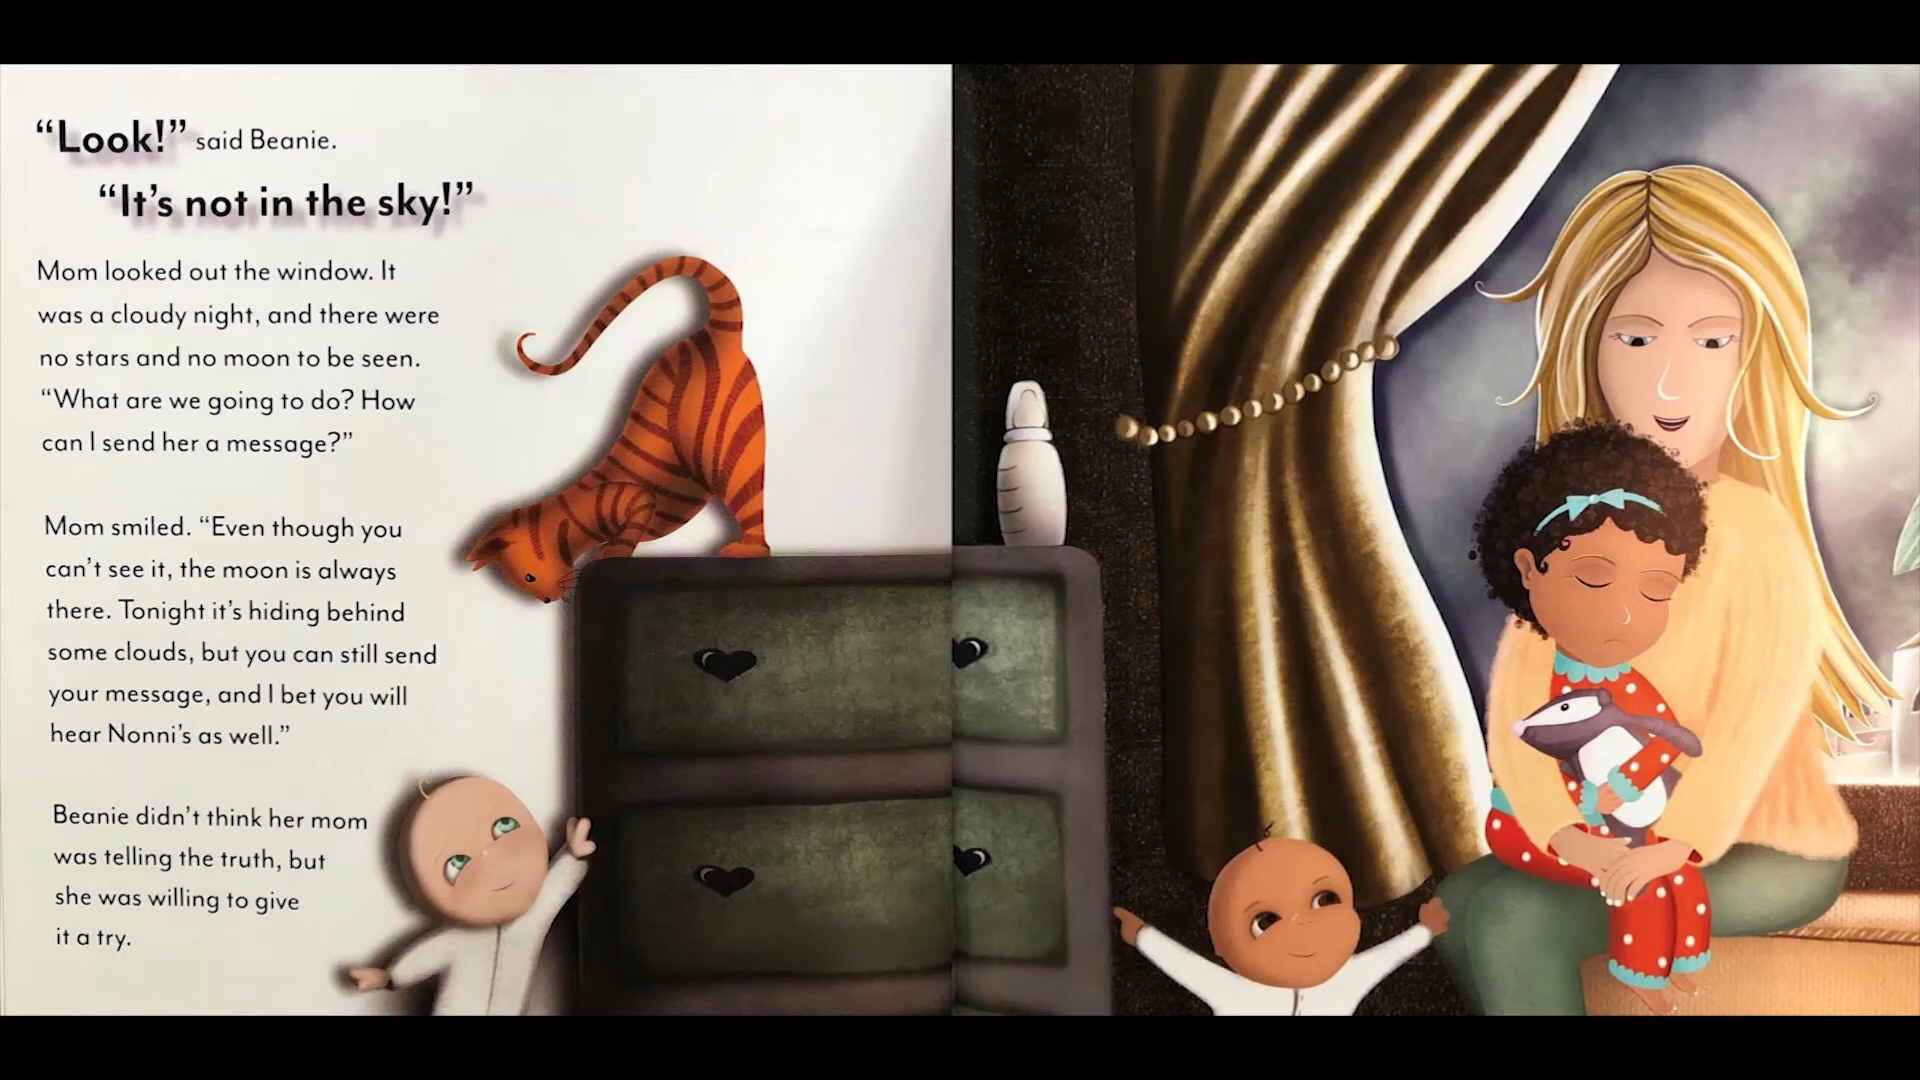 “Look!” said Beanie.
“It’s not in the sky!”
Mom looked out the window. It
was a cloudy night, and there were
no stars and no moon to be seen.
“What are we going to do? How
can I send her a message?”
Mom smiled. “Even though you
can’t see it, the moon is always
there. Tonight it’s hiding behind
some clouds, but you can still send
your message, and I bet you will
hear Nonni’s as well.”
Beanie didn’t think her mom
was telling the truth, but
she was willing to give
it a try.